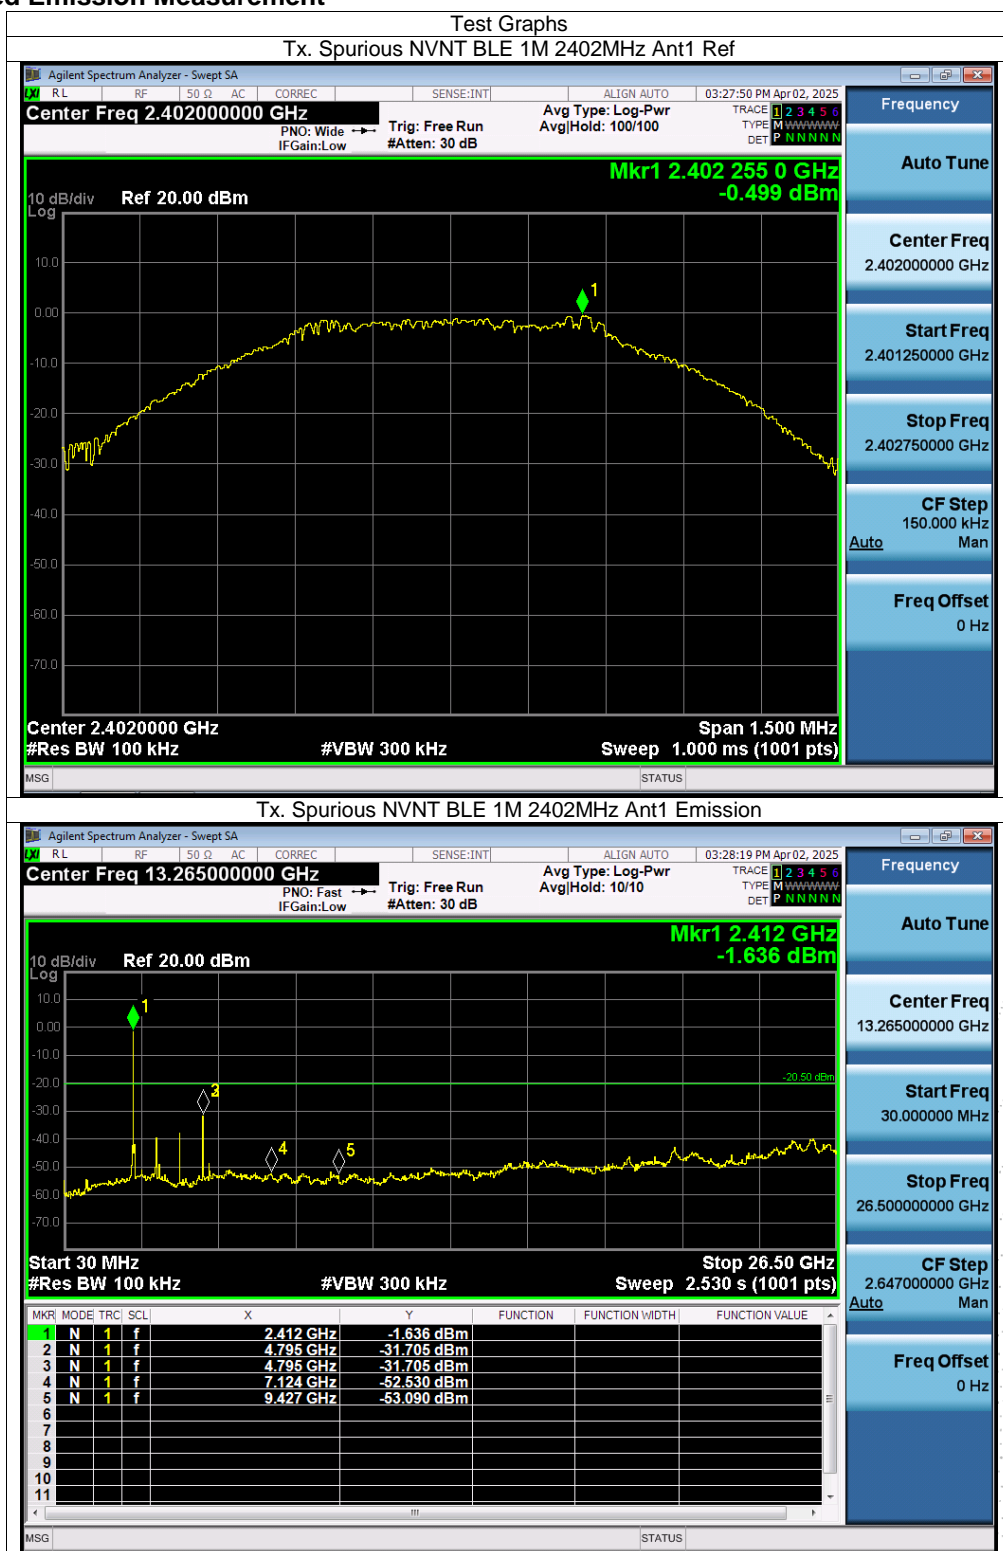 ed Emission Measurement
Test Graphs
Tx. Spurious NVNT BLE 1M 2402MHz Ant1 Ref
Agilent Spectrum Analyzer - Swept SA
LXI RL RF 50 Ω AC CORREC SENSE:INT ALIGN AUTO 03:27:50 PM Apr 02, 2025
Center Freq 2.402000000 GHz
PNO: Wide
IFGain:Low
Trig: Free Run
#Atten: 30 dB
Avg Type: Log-Pwr
Avg|Hold: 100/100
TRACE 1 2 3 4 5 6
TYPE M WWWWW
DET P N N N N N
Frequency
Auto Tune
Center Freq
2.402000000 GHz
Start Freq
2.401250000 GHz
Stop Freq
2.402750000 GHz
CF Step
150.000 kHz
Auto Man
Freq Offset
0 Hz
Mkr1 2.402 255 0 GHz
-0.499 dBm
10 dB/div Ref 20.00 dBm
Log
10.0
1
0.00
-10.0
-20.0
-30.0
-40.0
-50.0
-60.0
-70.0
Center 2.4020000 GHz Span 1.500 MHz
#Res BW 100 kHz #VBW 300 kHz Sweep 1.000 ms (1001 pts)
MSG STATUS
Tx. Spurious NVNT BLE 1M 2402MHz Ant1 Emission
Agilent Spectrum Analyzer - Swept SA
LXI RL RF 50 Ω AC CORREC SENSE:INT ALIGN AUTO 03:28:19 PM Apr 02, 2025
Center Freq 13.265000000 GHz
PNO: Fast
IFGain:Low
Trig: Free Run
#Atten: 30 dB
Avg Type: Log-Pwr
Avg|Hold: 10/10
TRACE 1 2 3 4 5 6
TYPE M WWWWW
DET P N N N N N
Frequency
Auto Tune
Center Freq
13.265000000 GHz
Start Freq
30.000000 MHz
Stop Freq
26.500000000 GHz
CF Step
2.647000000 GHz
Auto Man
Freq Offset
0 Hz
Mkr1 2.412 GHz
-1.636 dBm
10 dB/div Ref 20.00 dBm
Log
10.0
1
0.00
-10.0
-20.0
-20.50 dBm
3
-30.0
-40.0
4
5
-50.0
-60.0
-70.0
Start 30 MHz Stop 26.50 GHz
#Res BW 100 kHz #VBW 300 kHz Sweep 2.530 s (1001 pts)
MKR MODE TRC SCL X Y FUNCTION FUNCTION WIDTH FUNCTION VALUE
1 N 1 f 2.412 GHz -1.636 dBm
2 N 1 f 4.795 GHz -31.705 dBm
3 N 1 f 4.795 GHz -31.705 dBm
4 N 1 f 7.124 GHz -52.530 dBm
5 N 1 f 9.427 GHz -53.090 dBm
6
7
8
9
10
11
MSG STATUS